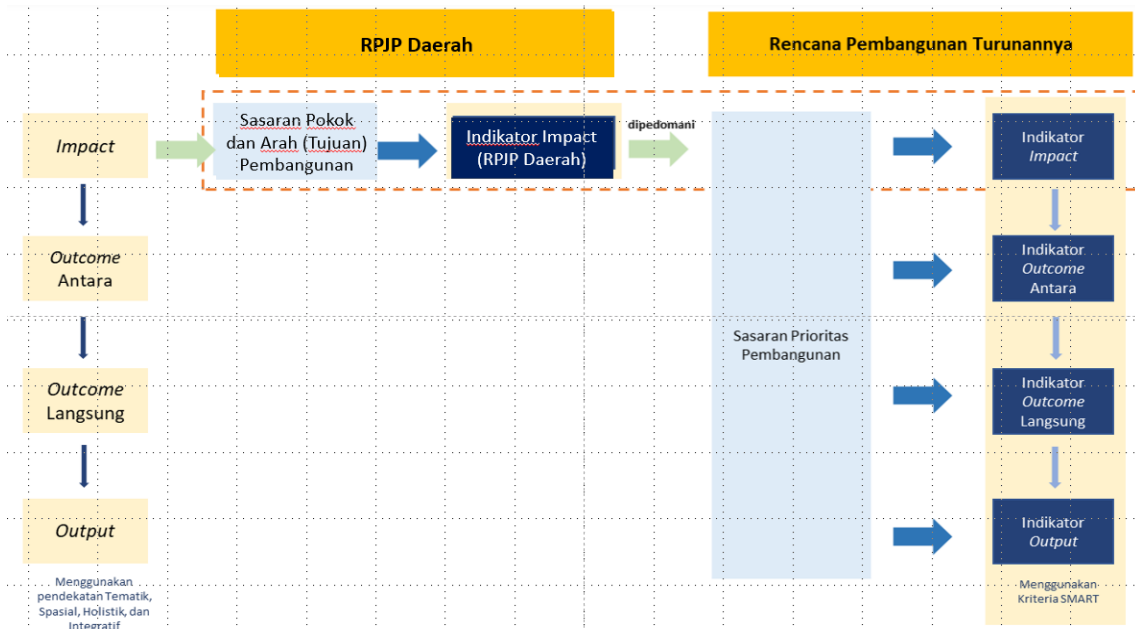 RPJP Daerah
Rencana Pembangunan Turunannya
Impact
Sasaran Pokok
dan Arah (Tujuan)
Pembangunan
Indikator Impact
(RPJP Daerah)
dipedomani
Indikator
Impact
Outcome
Antara
Indikator
Outcome
Antara
Sasaran Prioritas
Pembangunan
Outcome
Langsung
Indikator
Outcome
Langsung
Output
Indikator
Output
Menggunakan
pendekatan Tematik,
Spasial, Holistik, dan
Integratif
Menggunakan
Kriteria SMART